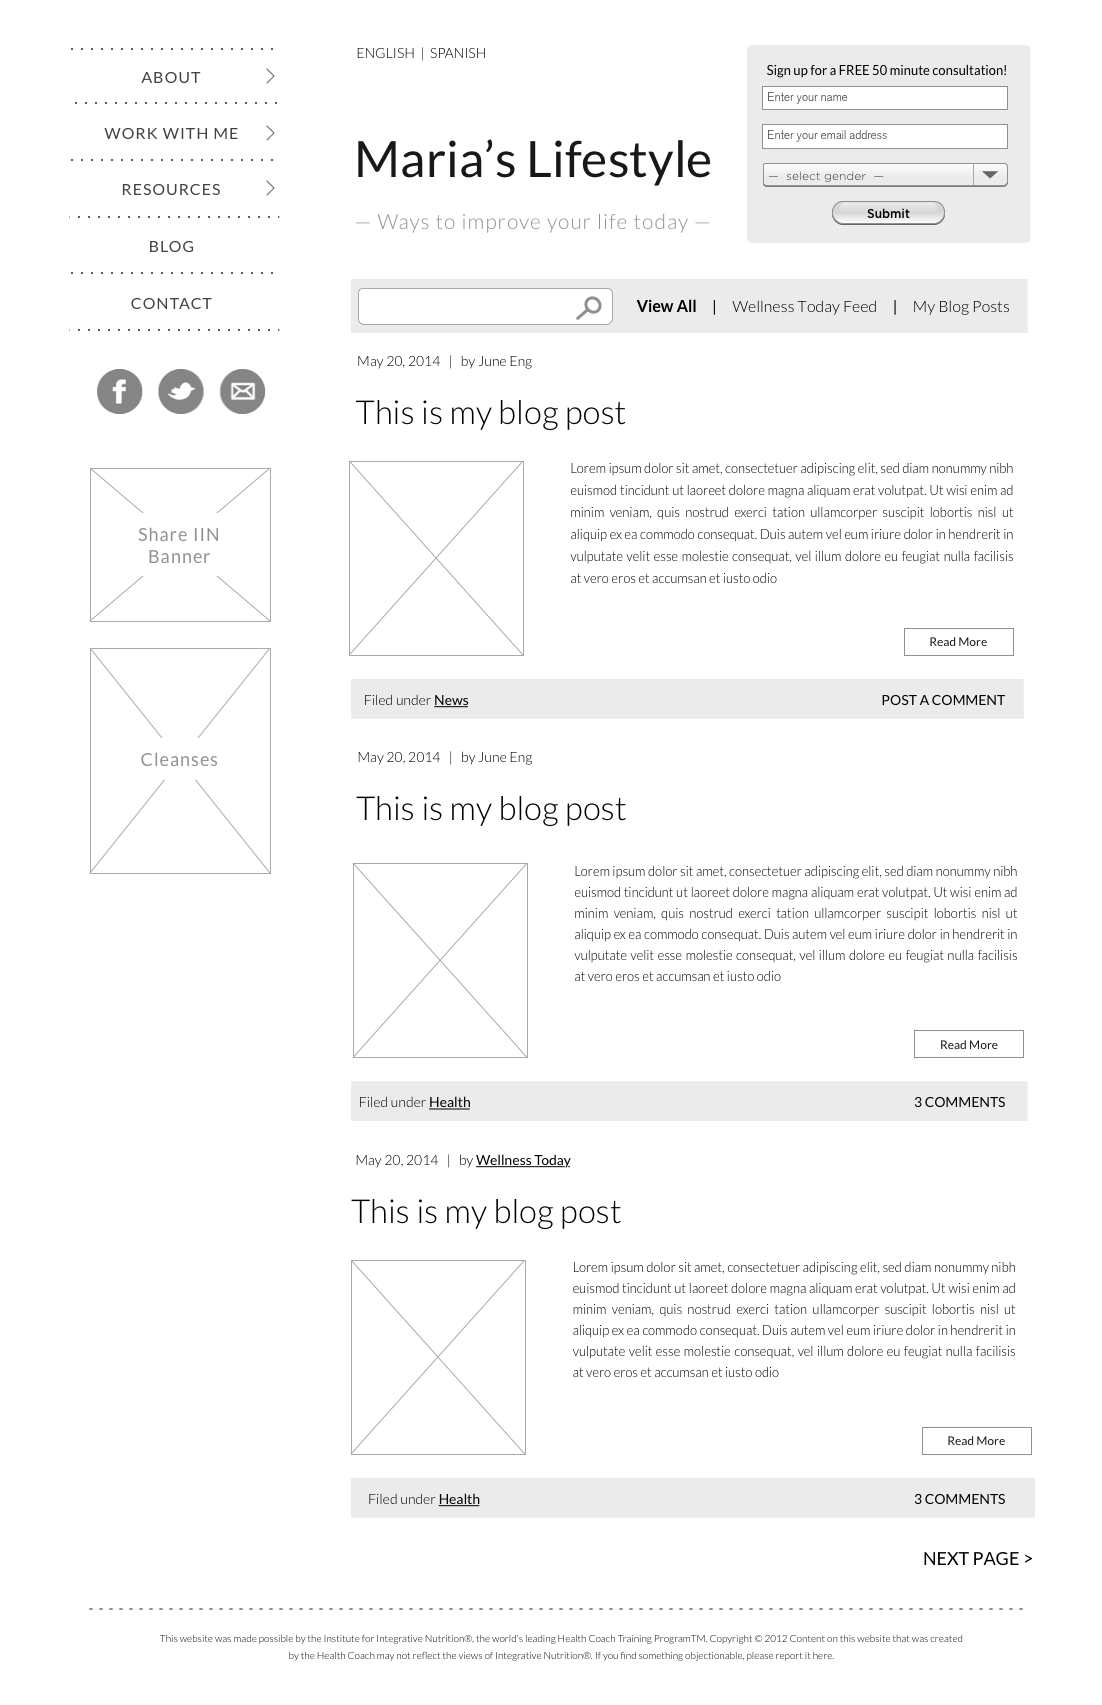 ABOUT
WORK WITH ME
RESOURCES
BLOG
CONTACT
Share IIN
Banner
Cleanses
ENGLISH | SPANISH
Maria's Lifestyle
— Ways to improve your life today —
Sign up for a FREE 50 minute consultation!
Enter your name
Enter your email address
— select gender —
Submit
View All | Wellness Today Feed | My Blog Posts
May 20, 2014 | by June Eng
This is my blog post
Lorem ipsum dolor sit amet, consectetuer adipiscing elit, sed diam nonummy nibh
euismod tincidunt ut laoreet dolore magna aliquam erat volutpat. Ut wisi enim ad
minim veniam, quis nostrud exerci tation ullamcorper suscipit lobortis nisl ut
aliquip ex ea commodo consequat. Duis autem vel eum iriure dolor in hendrerit in
vulputate velit esse molestie consequat, vel illum dolore eu feugiat nulla facilisis
at vero eros et accumsan et iusto odio
Read More
Filed under News
POST A COMMENT
May 20, 2014 | by June Eng
This is my blog post
Lorem ipsum dolor sit amet, consectetuer adipiscing elit, sed diam nonummy nibh
euismod tincidunt ut laoreet dolore magna aliquam erat volutpat. Ut wisi enim ad
minim veniam, quis nostrud exerci tation ullamcorper suscipit lobortis nisl ut
aliquip ex ea commodo consequat. Duis autem vel eum iriure dolor in hendrerit in
vulputate velit esse molestie consequat, vel illum dolore eu feugiat nulla facilisis
at vero eros et accumsan et iusto odio
Read More
Filed under Health
3 COMMENTS
May 20, 2014 | by Wellness Today
This is my blog post
Lorem ipsum dolor sit amet, consectetuer adipiscing elit, sed diam nonummy nibh
euismod tincidunt ut laoreet dolore magna aliquam erat volutpat. Ut wisi enim ad
minim veniam, quis nostrud exerci tation ullamcorper suscipit lobortis nisl ut
aliquip ex ea commodo consequat. Duis autem vel eum iriure dolor in hendrerit in
vulputate velit esse molestie consequat, vel illum dolore eu feugiat nulla facilisis
at vero eros et accumsan et iusto odio
Read More
Filed under Health
3 COMMENTS
NEXT PAGE >
This website was made possible by the Institute for Integrative Nutrition®, the world's leading Health Coach Training ProgramTM. Copyright © 2012 Content on this website that was created
by the Health Coach may not reflect the views of Integrative Nutrition®. If you find something objectionable, please report it here.